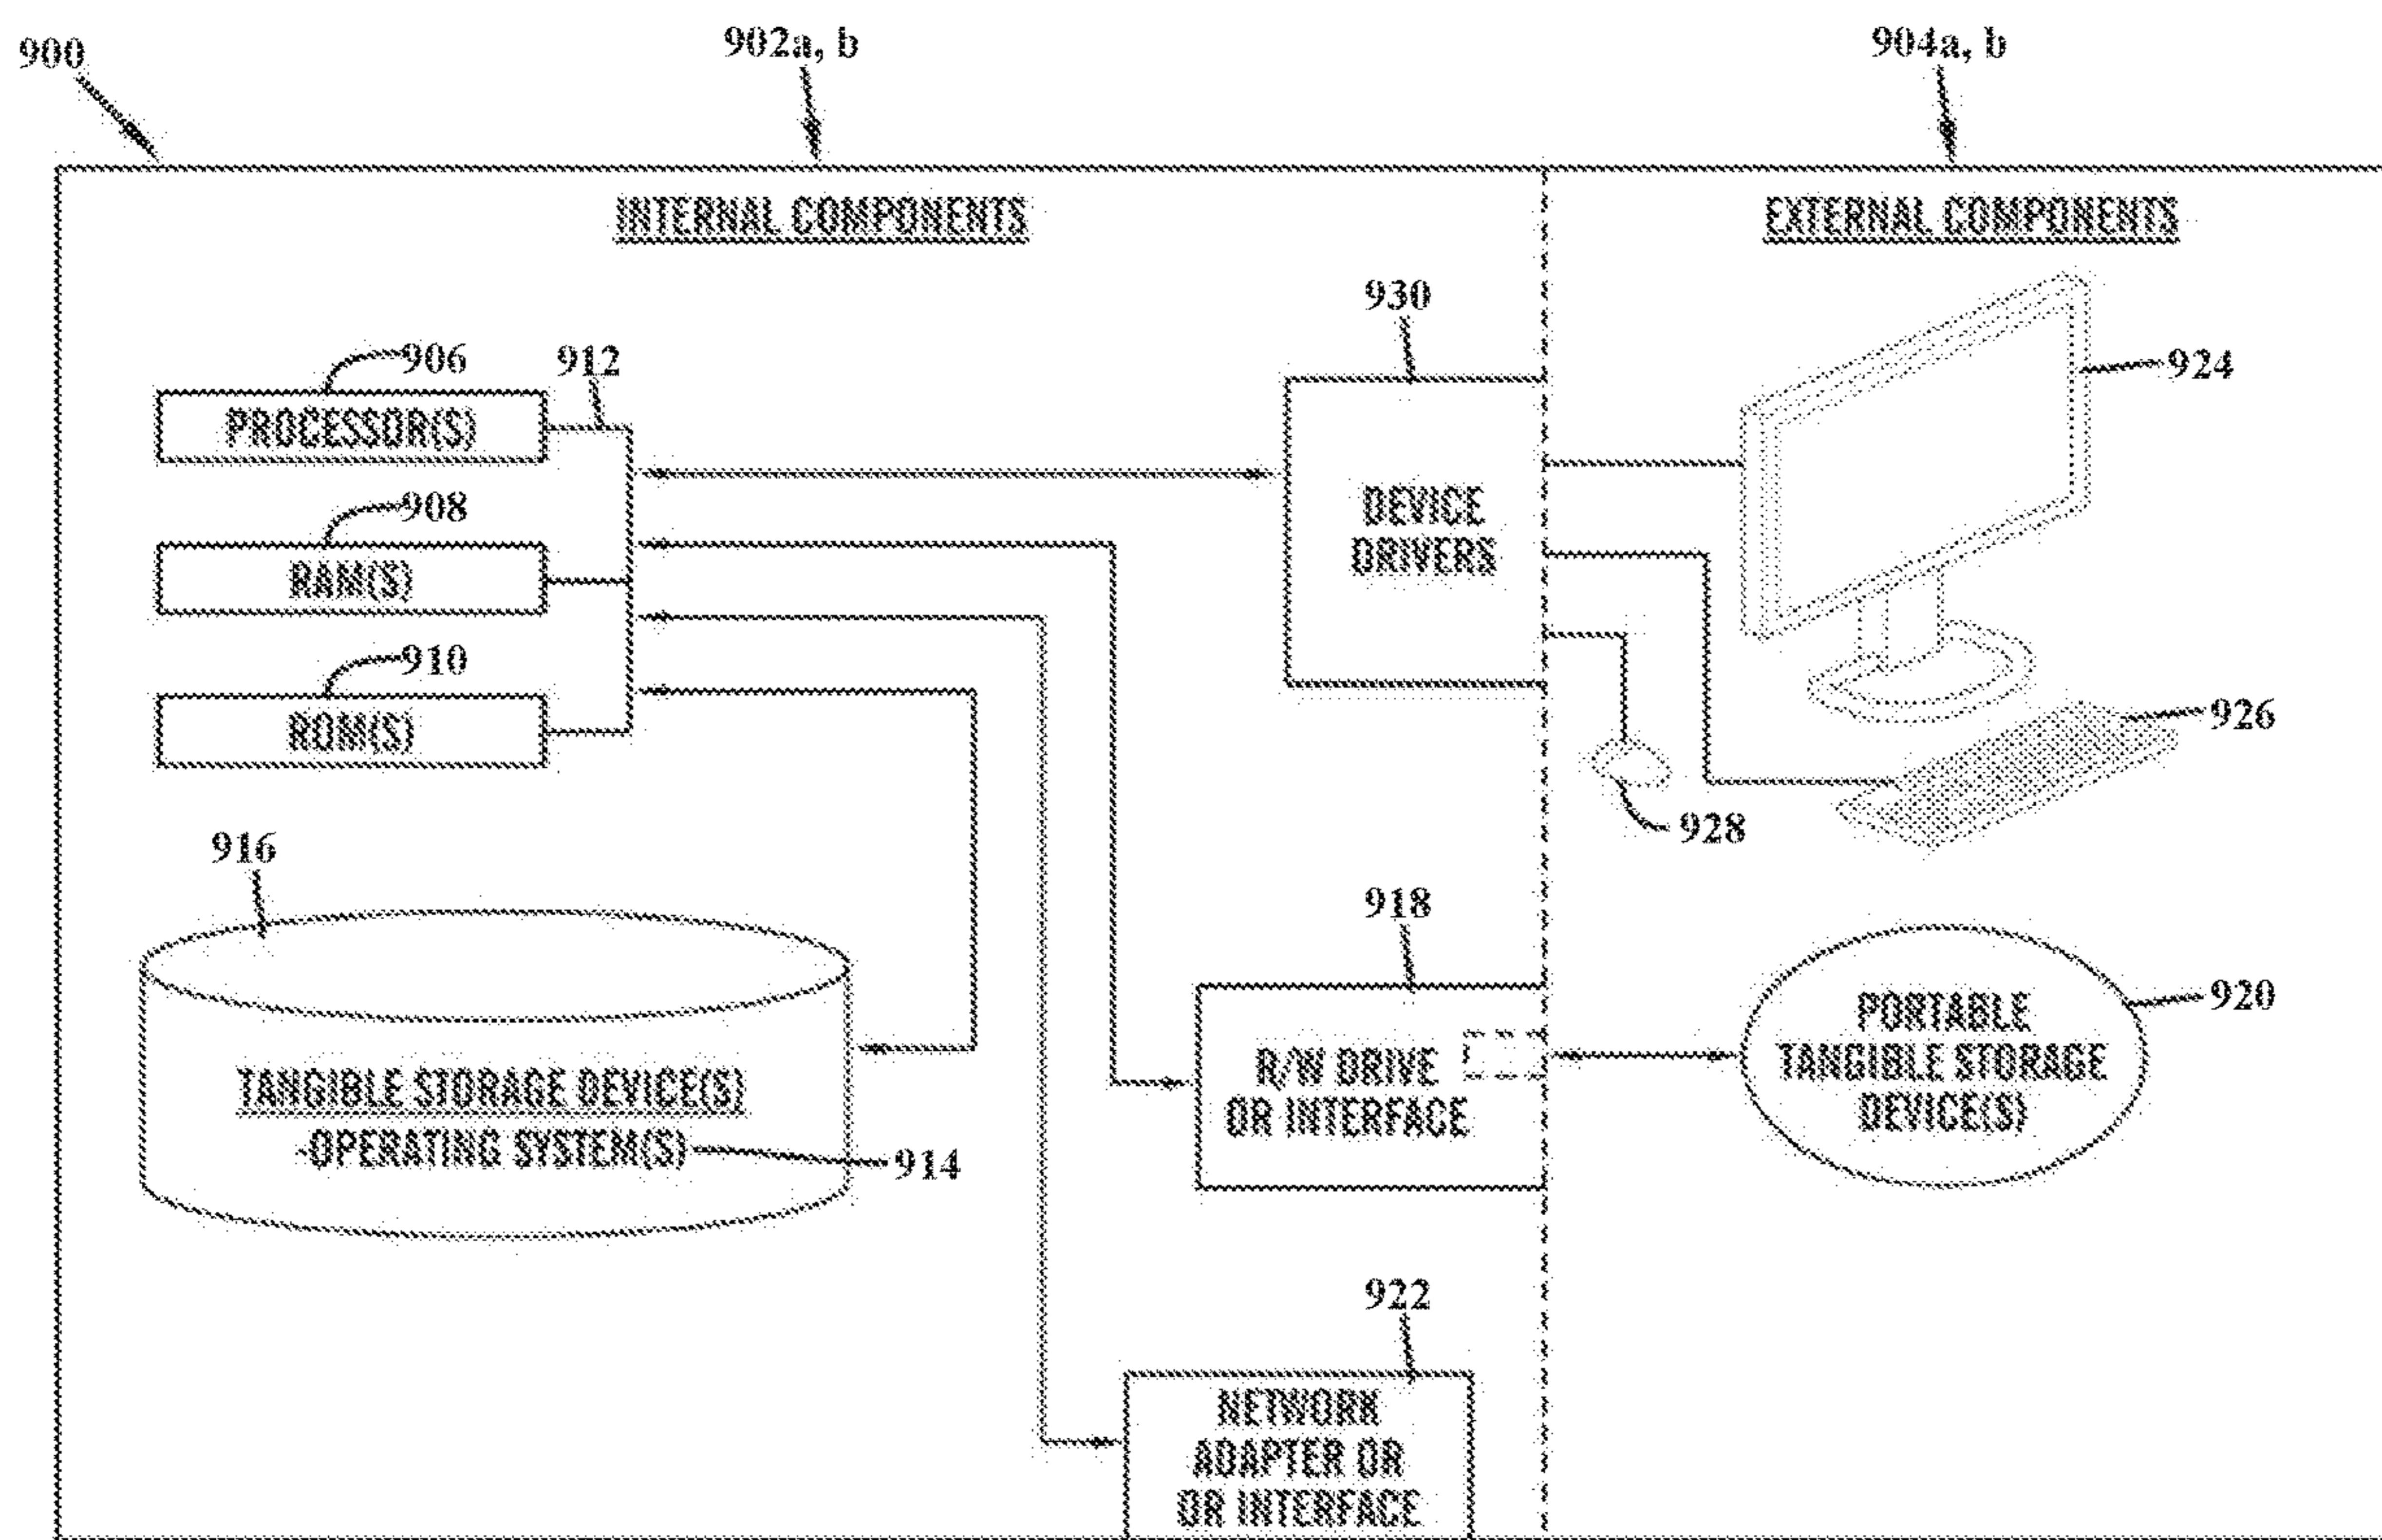 900
902a, b
904a, b
INTERNAL COMPONENTS
EXTERNAL COMPONENTS
930
906
912
924
PROCESSOR(S)
908
DEVICE
DRIVERS
RAM(S)
910
ROM(S)
926
928
916
918
920
PORTABLE
TANGIBLE STORAGE
DEVICE(S)
R/W DRIVE
OR INTERFACE
TANGIBLE STORAGE DEVICE(S)
-OPERATING SYSTEM(S)
914
922
NETWORK
ADAPTER OR
OR INTERFACE